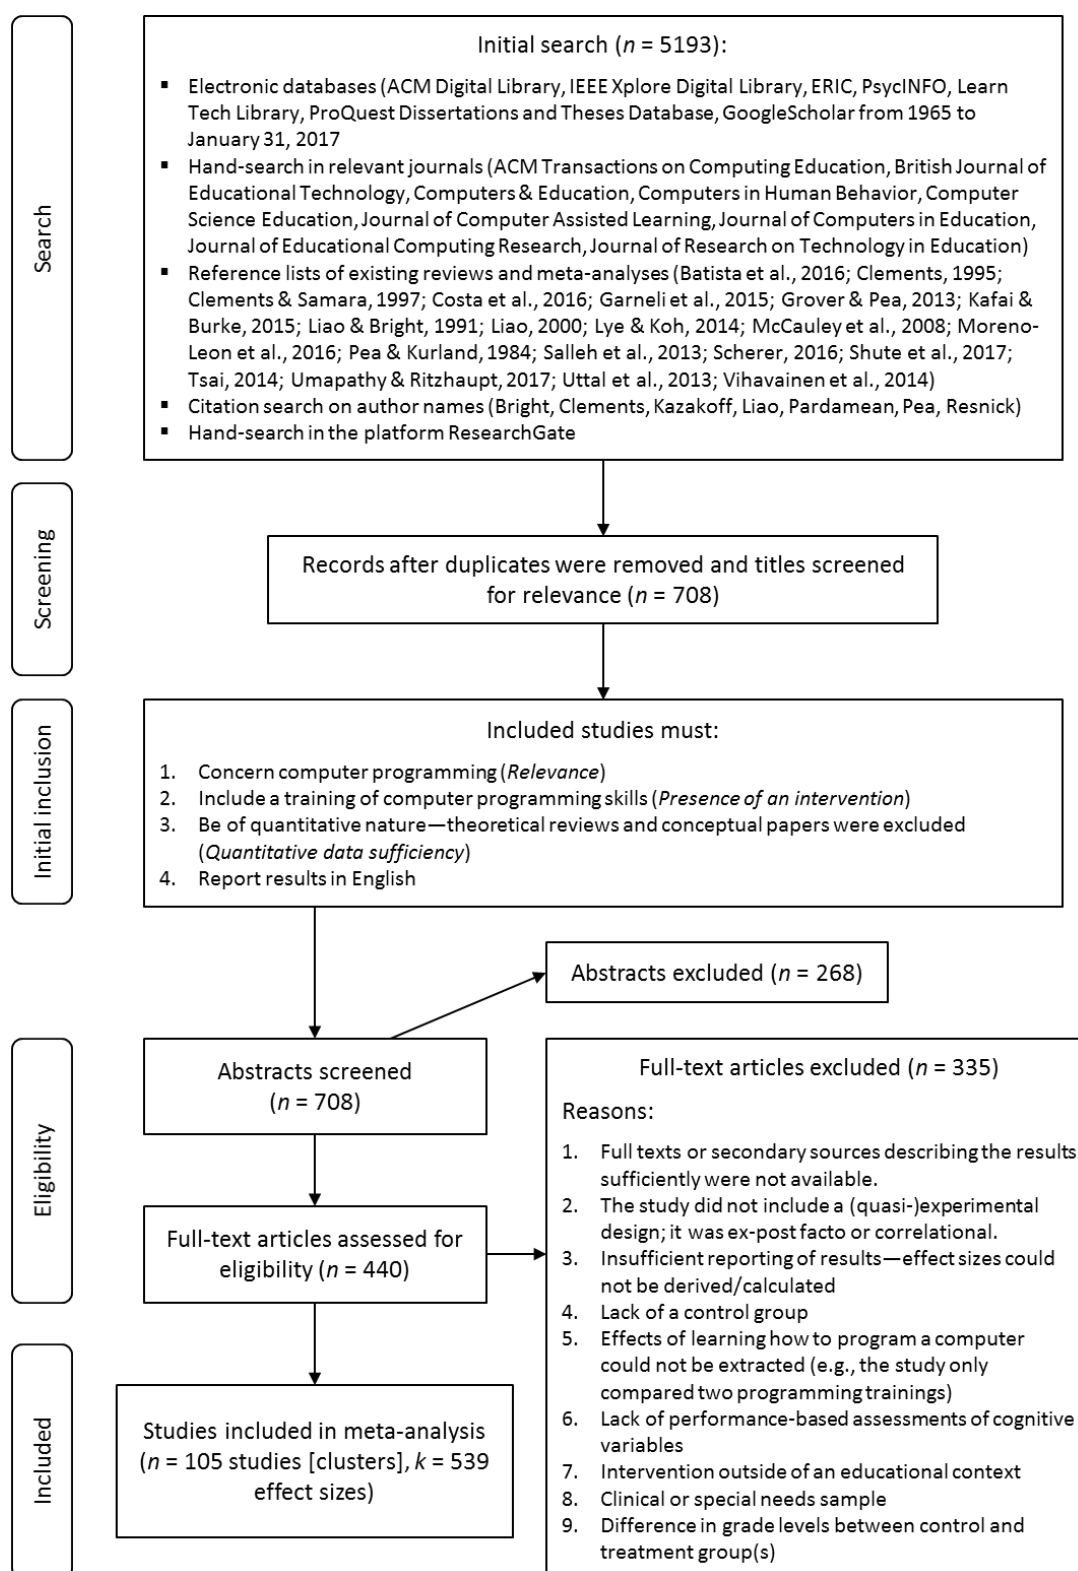 Search
Initial search (n = 5193):
▪ Electronic databases (ACM Digital Library, IEEE Xplore Digital Library, ERIC, PsycINFO, Learn
Tech Library, ProQuest Dissertations and Theses Database, GoogleScholar from 1965 to
January 31, 2017
▪ Hand-search in relevant journals (ACM Transactions on Computing Education, British Journal of
Educational Technology, Computers & Education, Computers in Human Behavior, Computer
Science Education, Journal of Computer Assisted Learning, Journal of Computers in Education,
Journal of Educational Computing Research, Journal of Research on Technology in Education)
▪ Reference lists of existing reviews and meta-analyses (Batista et al., 2016; Clements, 1995;
Clements & Samara, 1997; Costa et al., 2016; Garneli et al., 2015; Grover & Pea, 2013; Kafai &
Burke, 2015; Liao & Bright, 1991; Liao, 2000; Lye & Koh, 2014; McCauley et al., 2008; Moreno-
Leon et al., 2016; Pea & Kurland, 1984; Salleh et al., 2013; Scherer, 2016; Shute et al., 2017;
Tsai, 2014; Umapathy & Ritzhaupt, 2017; Uttal et al., 2013; Vihavainen et al., 2014)
▪ Citation search on author names (Bright, Clements, Kazakoff, Liao, Pardamean, Pea, Resnick)
▪ Hand-search in the platform ResearchGate
Screening
Records after duplicates were removed and titles screened
for relevance (n = 708)
Initial inclusion
Included studies must:
1. Concern computer programming (Relevance)
2. Include a training of computer programming skills (Presence of an intervention)
3. Be of quantitative nature—theoretical reviews and conceptual papers were excluded
(Quantitative data sufficiency)
4. Report results in English
Abstracts excluded (n = 268)
Eligibility
Abstracts screened
(n = 708)
Full-text articles assessed for
eligibility (n = 440)
Full-text articles excluded (n = 335)
Reasons:
1. Full texts or secondary sources describing the results
sufficiently were not available.
2. The study did not include a (quasi-)experimental
design; it was ex-post facto or correlational.
3. Insufficient reporting of results—effect sizes could
not be derived/calculated
4. Lack of a control group
5. Effects of learning how to program a computer
could not be extracted (e.g., the study only
compared two programming trainings)
6. Lack of performance-based assessments of cognitive
variables
7. Intervention outside of an educational context
8. Clinical or special needs sample
9. Difference in grade levels between control and
treatment group(s)
Included
Studies included in meta-analysis
(n = 105 studies [clusters], k = 539
effect sizes)